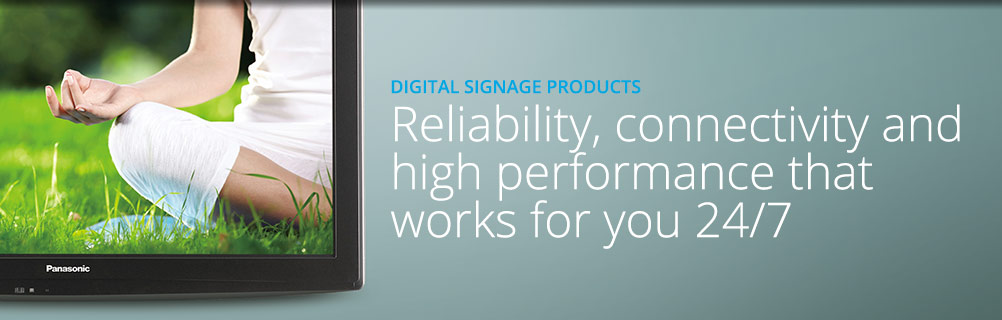 DIGITAL SIGNAGE PRODUCTS
Reliability, connectivity and
high performance that
works for you 24/7
Panasonic